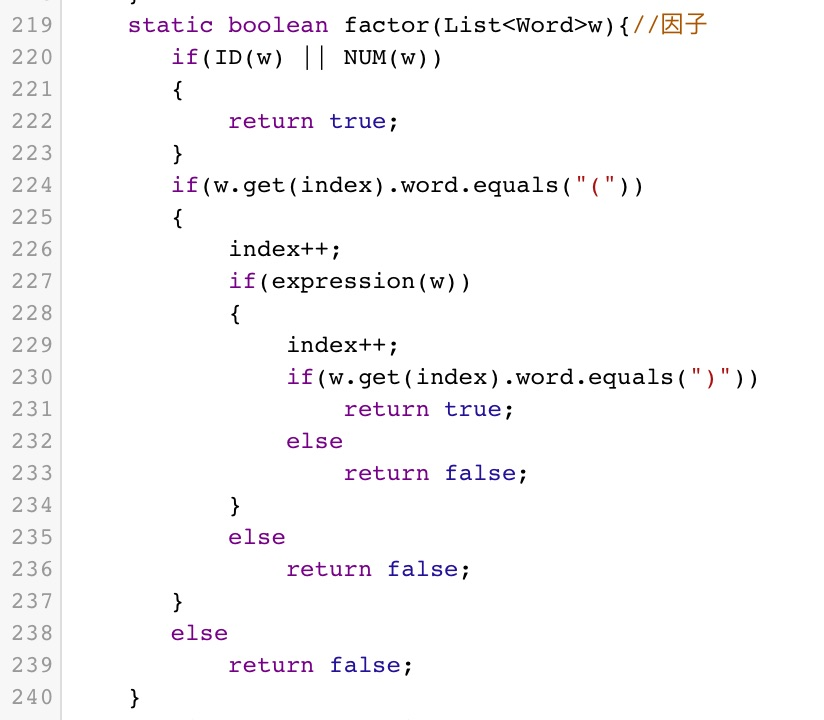 219 static boolean factor(List<Word>w){//因子
220 if(ID(w) || NUM(w))
221 {
222 return true;
223 }
224 if(w.get(index).word.equals("("))
225 {
226 index++;
227 if(expression(w))
228 {
229 index++;
230 if(w.get(index).word.equals(")"))
231 return true;
232 else
233 return false;
234 }
235 else
236 return false;
237 }
238 else
239 return false;
240 }